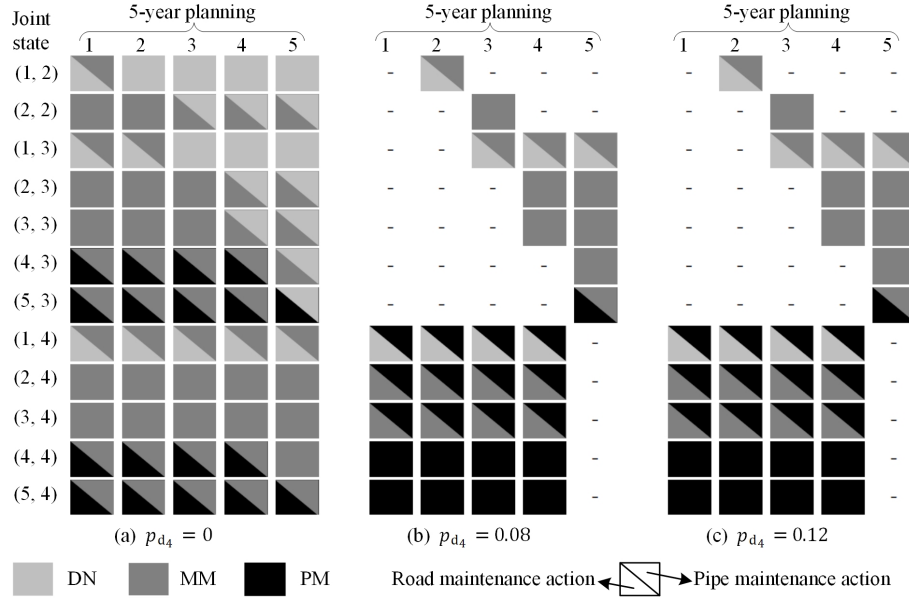 Joint state
5-year planning 5-year planning 5-year planning
1 2 3 4 5 1 2 3 4 5 1 2 3 4 5
(1, 2) - - - - - - - -
(2, 2) - - - - - - - -
(1, 3) - - - -
(2, 3) - - - - - -
(3, 3) - - - - - -
(4, 3) - - - - - - - -
(5, 3) - - - - - - - -
(1, 4) - -
(2, 4) - -
(3, 4) - -
(4, 4) - -
(5, 4) - -
(a) p_d₄ = 0 (b) p_d₄ = 0.08 (c) p_d₄ = 0.12
DN MM PM Road maintenance action Pipe maintenance action